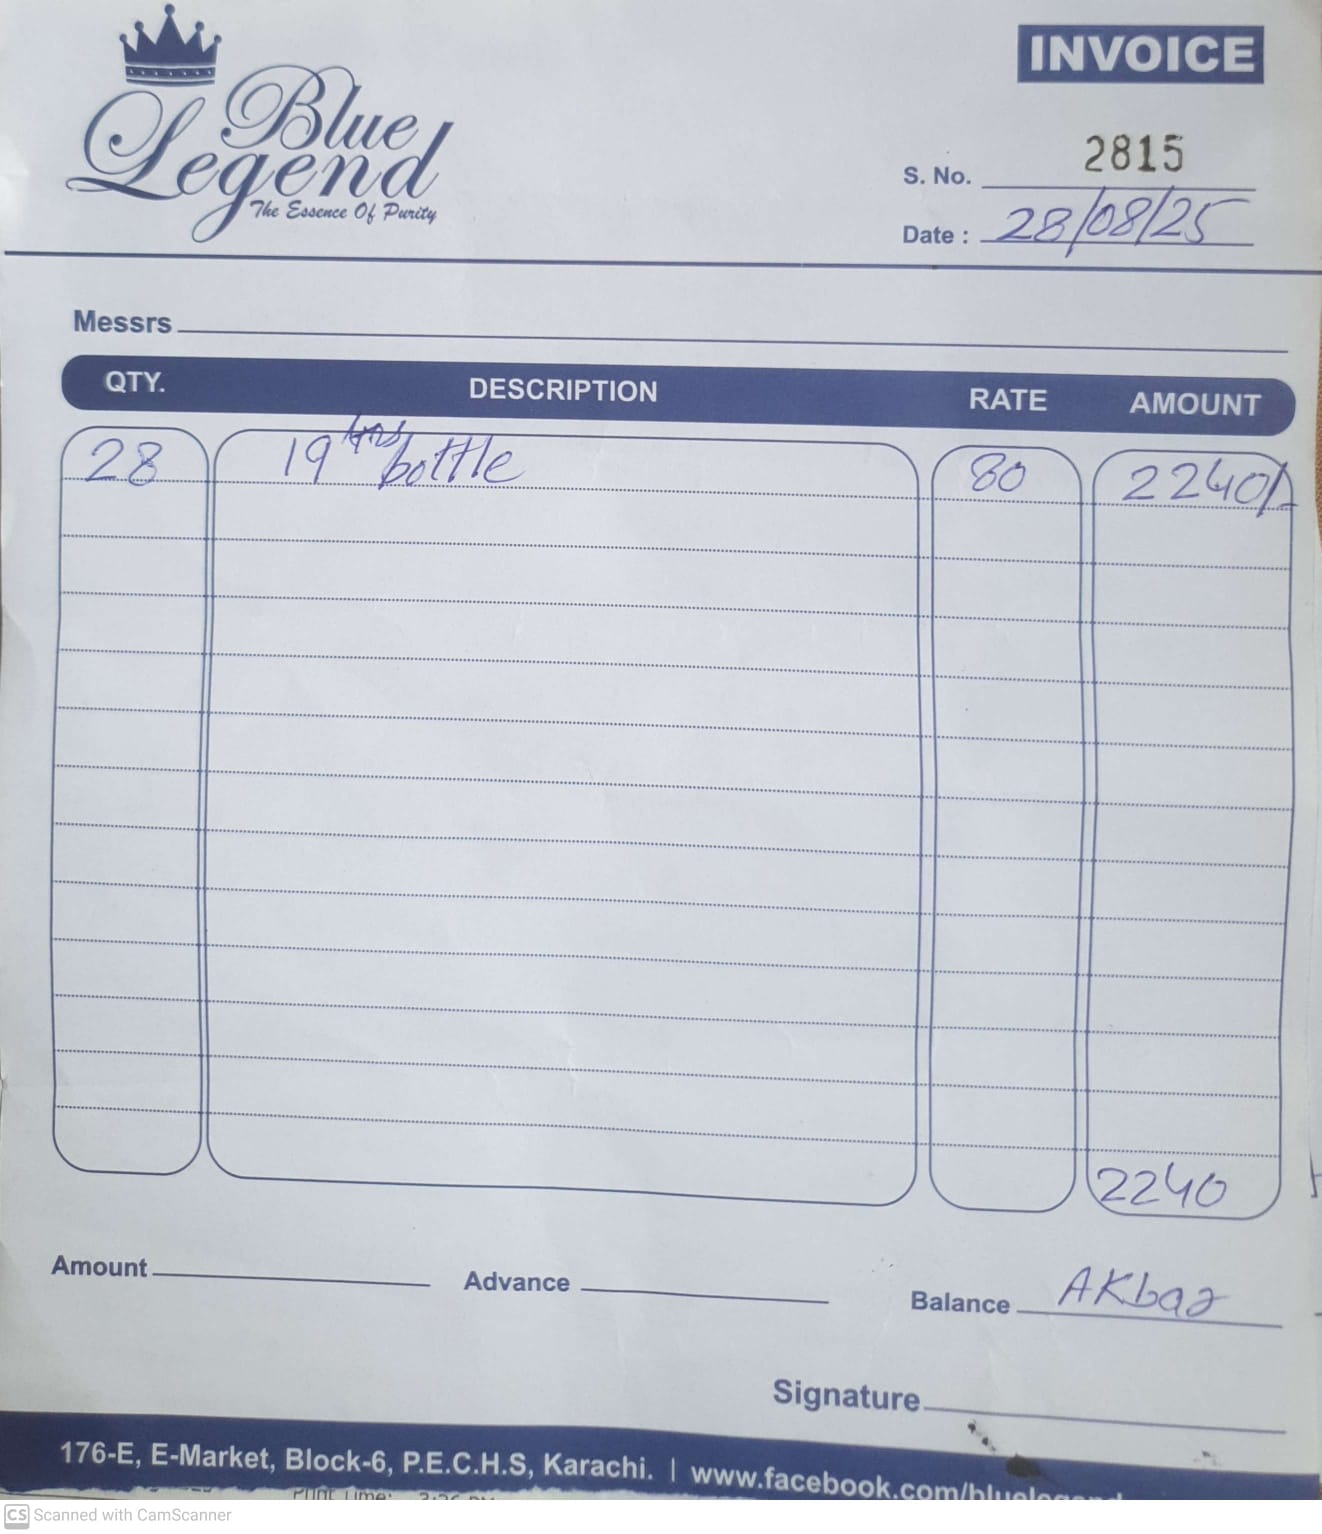 Blue
Legend
The Essence Of Purity
INVOICE
S. No. 2815
Date : 28/08/25
Messrs
QTY. DESCRIPTION RATE AMOUNT
28 19 ltrs bottle 80 2240/-
2240
Amount Advance Balance AKbar
Signature
176-E, E-Market, Block-6, P.E.C.H.S, Karachi. | www.facebook.com/bluelegend
Print Time:
CS Scanned with CamScanner